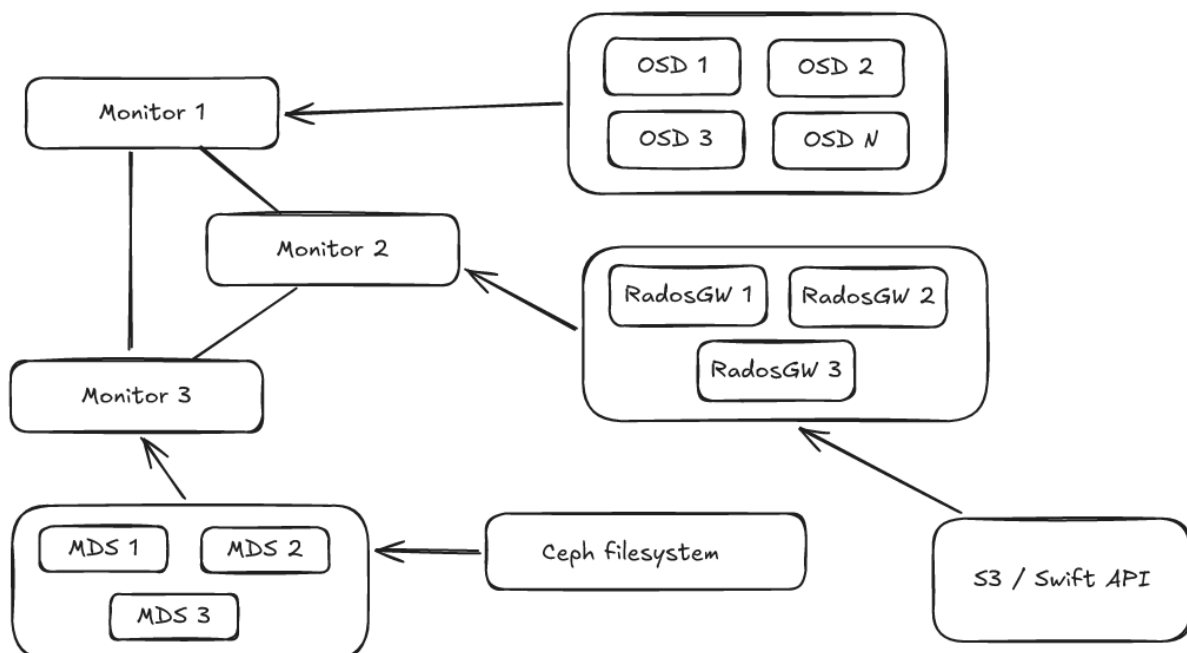 OSD 1
OSD 2
Monitor 1
OSD 3
OSD N
Monitor 2
RadosGW 1
RadosGW 2
RadosGW 3
Monitor 3
MDS 1
MDS 2
Ceph filesystem
S3 / Swift API
MDS 3